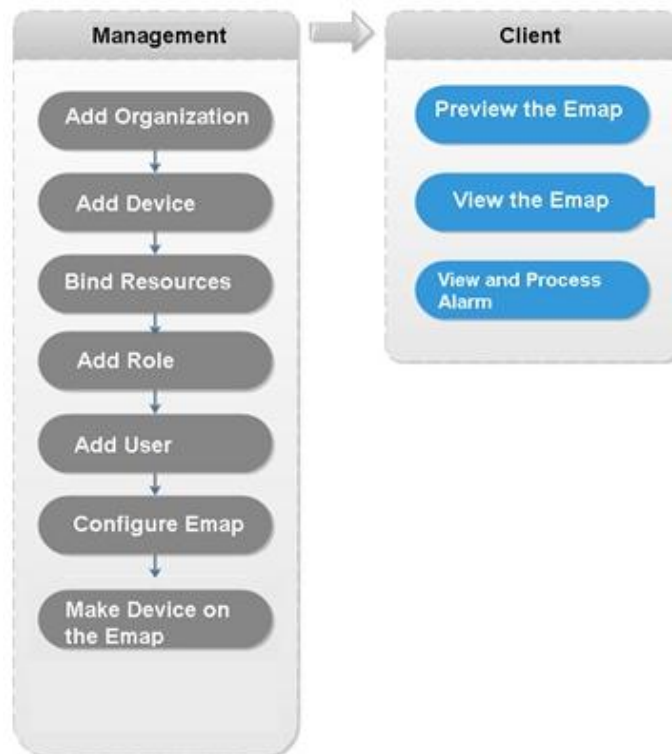 Management
Add Organization
Add Device
Bind Resources
Add Role
Add User
Configure Emap
Make Device on
the Emap
Client
Preview the Emap
View the Emap
View and Process
Alarm